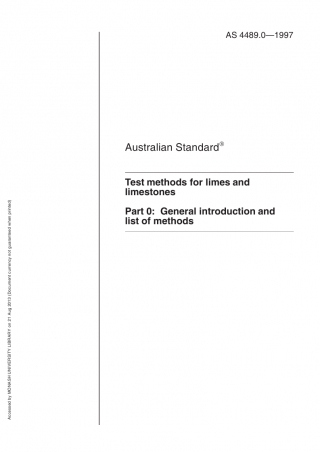 AS 4489.0—1997
Australian Standard®
Test methods for limes and
limestones
Part 0: General introduction and
list of methods
Accessed by MONASH UNIVERSITY LIBRARY on 21 Aug 2013 (Document currency not guaranteed when printed)